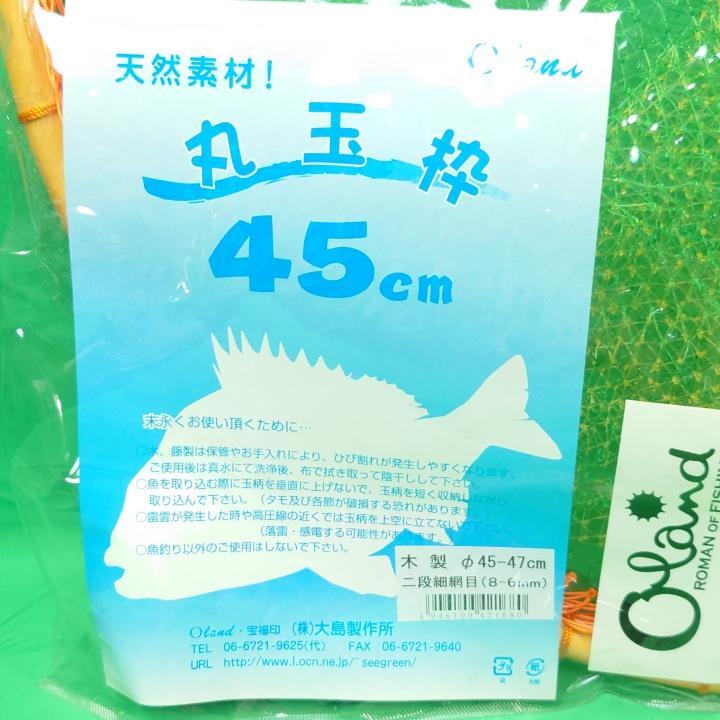 天然素材!
Oland
丸玉枠
45cm
末永くお使い頂くために…
○木、藤製は保管やお手入れにより、ひび割れが発生しやすくなります。
ご使用後は真水にて洗浄後、布で拭き取って陰干しして下さい。
○魚を取り込む際に玉柄を垂直に上げないで、玉柄を短く収納しながら
取り込んで下さい。（タモ及び各節が破損する恐れがあります。）
○雷雲が発生した時や高圧線の近くでは玉柄を上空に立てないで下さい。
（落雷・感電する可能性があります。）
○魚釣り以外のご使用はしないで下さい。
木製 φ45-47cm
二段細網目(8-6mm)
4946109421680
Oland・宝福印 (株)大島製作所
TEL 06-6721-9625(代) FAX 06-6721-9640
URL http://www.l.ocn.ne.jp/~seegreen/
プラ
袋
紙
台紙
Oland
ROMAN OF FISHIN